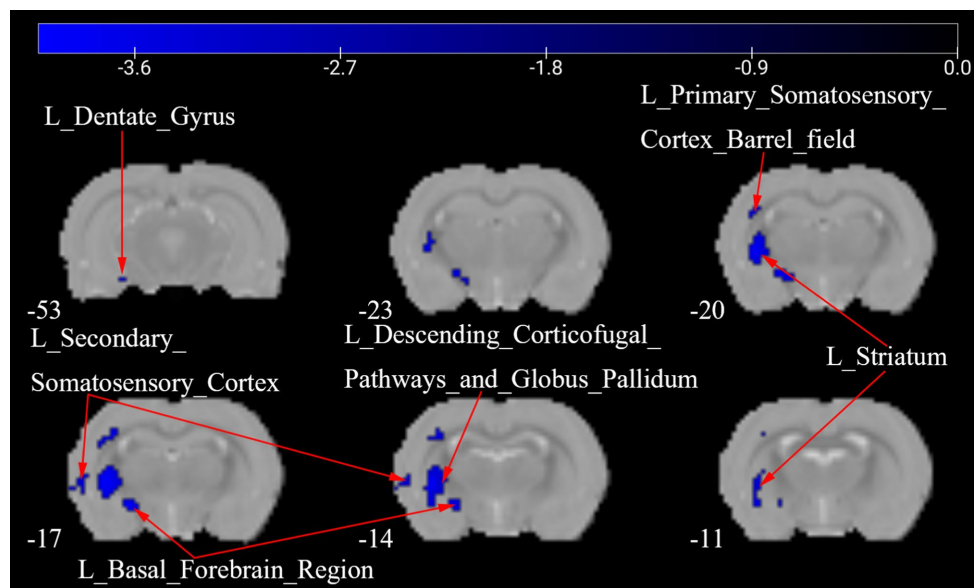 -3.6 -2.7 -1.8 -0.9 0.0
L_Dentate_Gyrus
L_Primary_Somatosensory_
Cortex_Barrel_field
-53
-23
-20
L_Secondary_
Somatosensory_Cortex
L_Descending_Corticofugal_
Pathways_and_Globus_Pallidum
L_Striatum
-17
-14
-11
L_Basal_Forebrain_Region